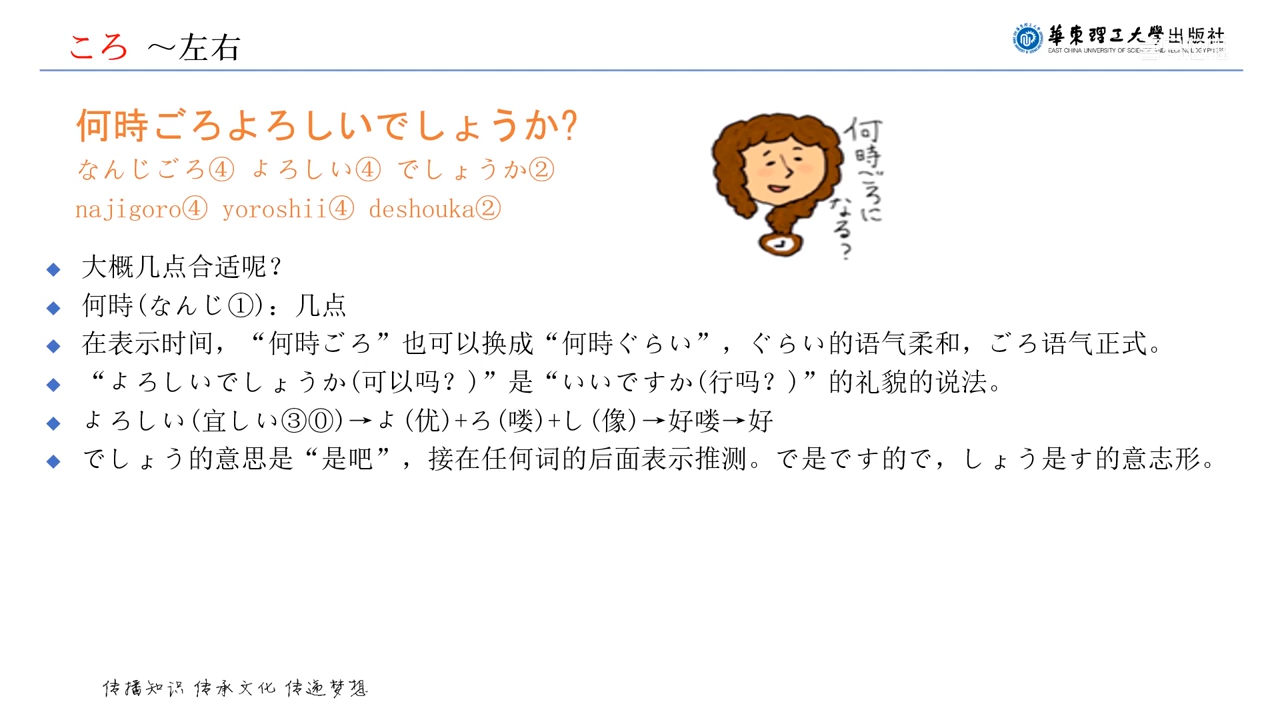 ころ ～左右
華東理工大學出版社
何時ごろよろしいでしょうか?
なんじごろ④ よろしい④ でしょうか②
najigoro④ yoroshii④ deshouka②
何時ごろに
なる?
大概几点合适呢？
何時(なんじ①)：几点
在表示时间，“何時ごろ”也可以换成“何時ぐらい”，ぐらい的语气柔和，ごろ语气正式。
“よろしいでしょうか(可以吗？)”是“いいですか(行吗？)”的礼貌的说法。
よろしい(宜しい③⓪)→よ(优)+ろ(喽)+し(像)→好喽→好
でしょう的意思是“是吧”，接在任何词的后面表示推测。で是です的で，しょう是す的意志形。
传播知识 传承文化 传递梦想